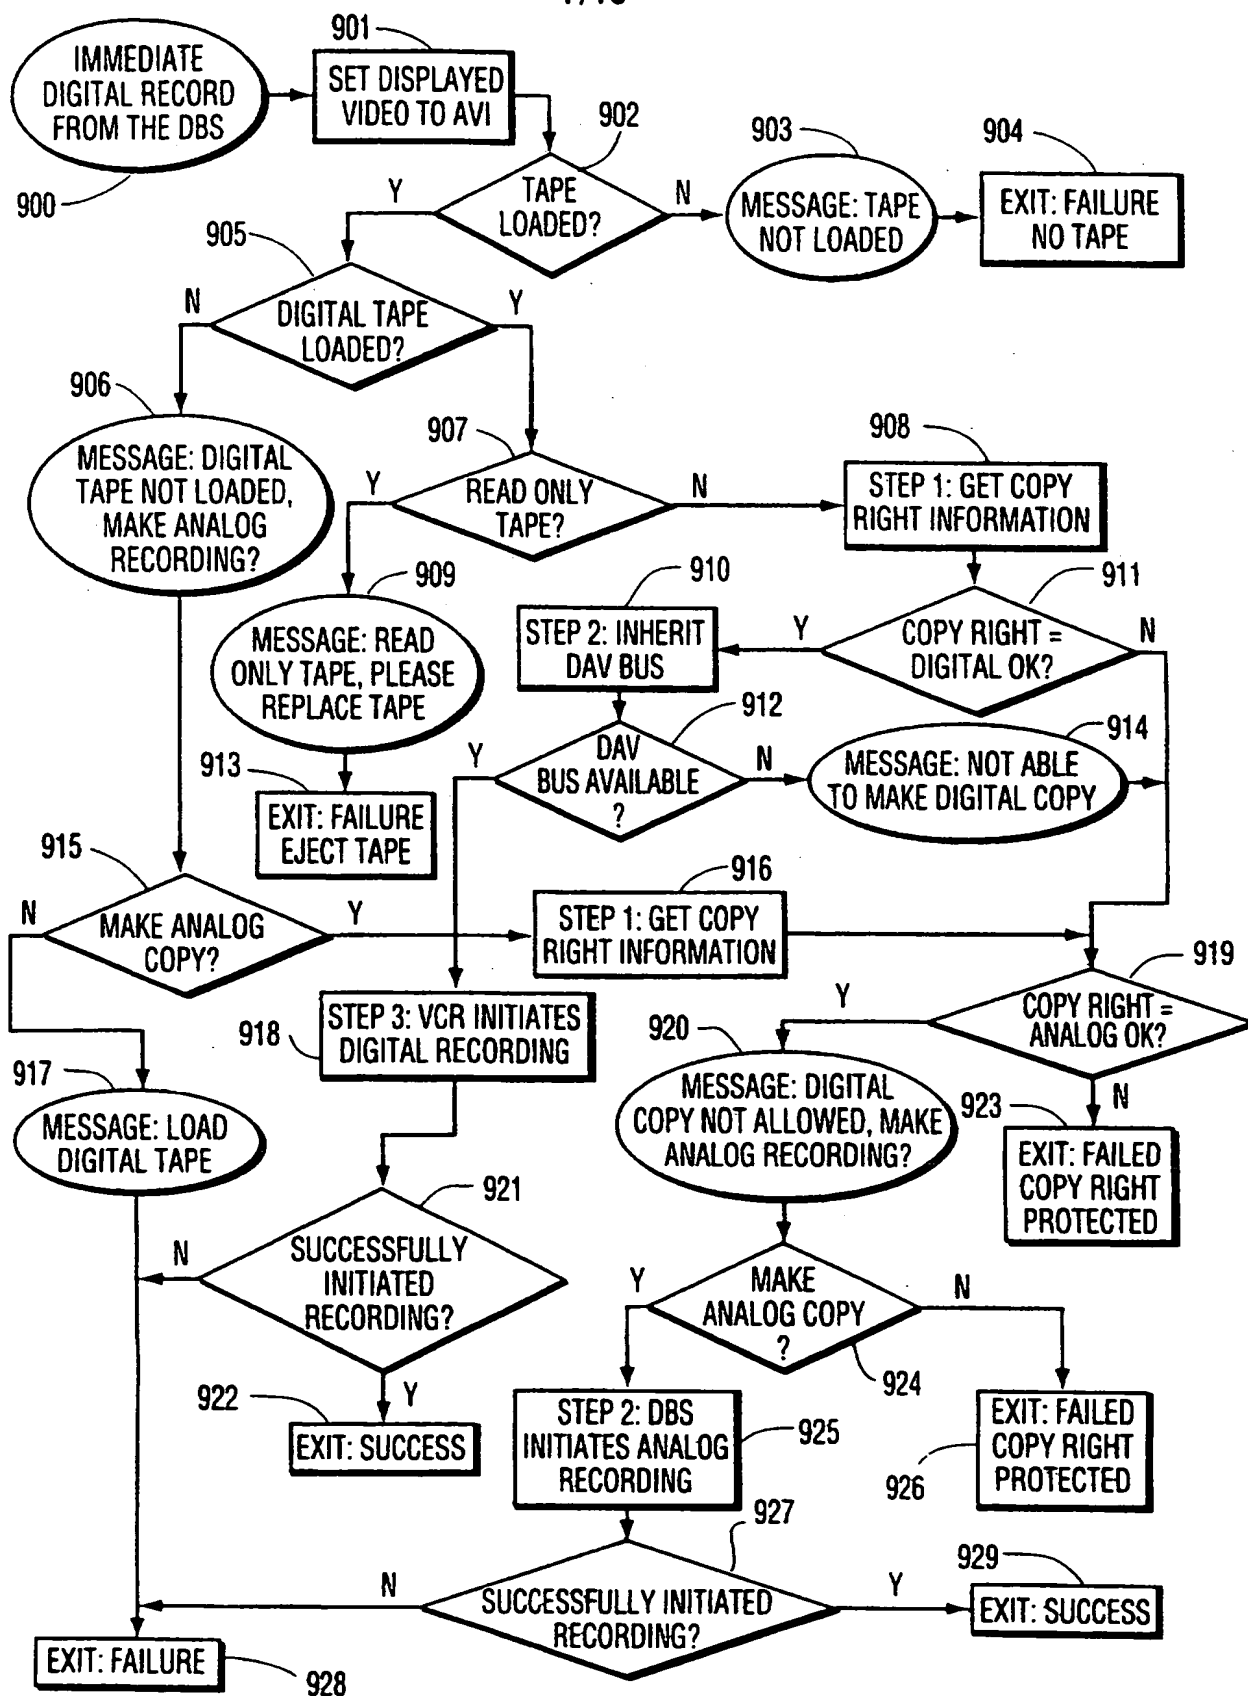 901
IMMEDIATE
DIGITAL RECORD
FROM THE DBS
SET DISPLAYED
VIDEO TO AVI
900
902
TAPE
LOADED?
Y
N
903
MESSAGE: TAPE
NOT LOADED
904
EXIT: FAILURE
NO TAPE
905
DIGITAL TAPE
LOADED?
N
Y
906
MESSAGE: DIGITAL
TAPE NOT LOADED,
MAKE ANALOG
RECORDING?
907
READ ONLY
TAPE?
Y
N
908
STEP 1: GET COPY
RIGHT INFORMATION
909
MESSAGE: READ
ONLY TAPE, PLEASE
REPLACE TAPE
910
STEP 2: INHERIT
DAV BUS
911
COPY RIGHT =
DIGITAL OK?
Y
N
912
DAV
BUS AVAILABLE
?
Y
N
913
EXIT: FAILURE
EJECT TAPE
914
MESSAGE: NOT ABLE
TO MAKE DIGITAL COPY
915
MAKE ANALOG
COPY?
N
Y
916
STEP 1: GET COPY
RIGHT INFORMATION
917
MESSAGE: LOAD
DIGITAL TAPE
918
STEP 3: VCR INITIATES
DIGITAL RECORDING
919
COPY RIGHT =
ANALOG OK?
Y
N
920
MESSAGE: DIGITAL
COPY NOT ALLOWED, MAKE
ANALOG RECORDING?
923
EXIT: FAILED
COPY RIGHT
PROTECTED
921
SUCCESSFULLY
INITIATED
RECORDING?
N
Y
922
EXIT: SUCCESS
MAKE
ANALOG COPY
?
Y
N
924
STEP 2: DBS
INITIATES ANALOG
RECORDING
925
EXIT: FAILED
COPY RIGHT
PROTECTED
926
927
SUCCESSFULLY INITIATED
RECORDING?
N
Y
929
EXIT: SUCCESS
EXIT: FAILURE
928